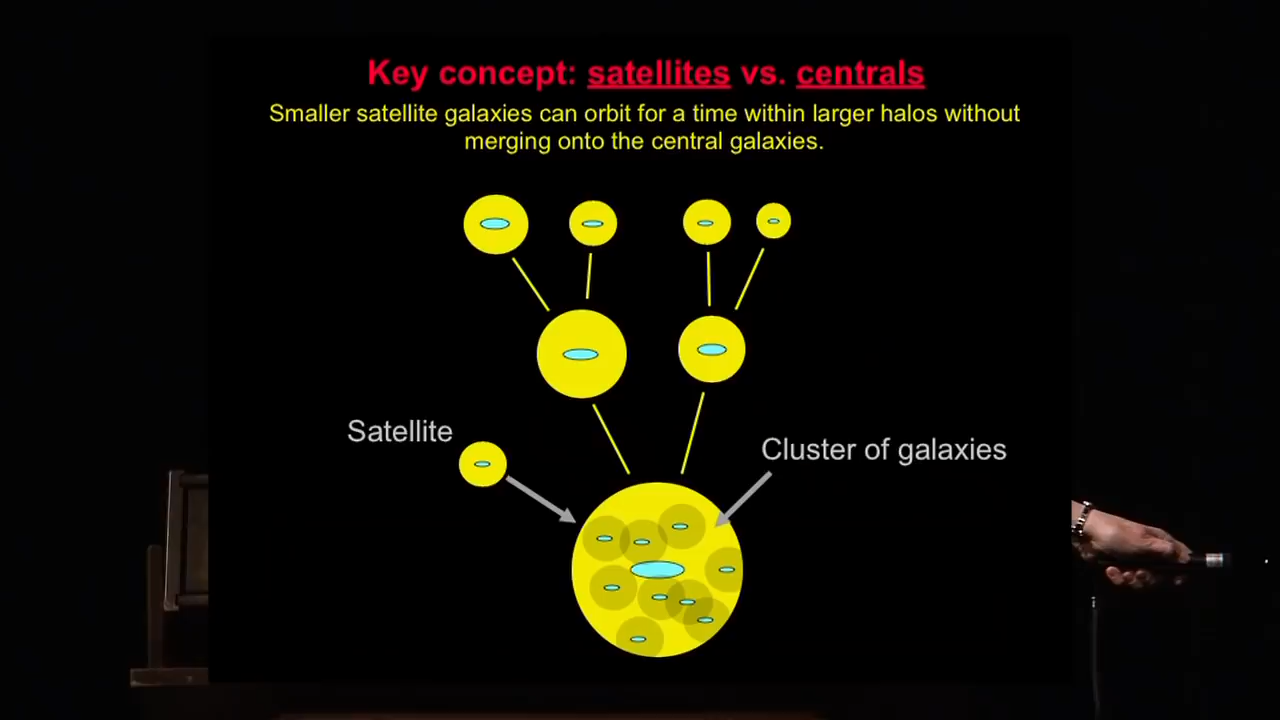 Key concept: satellites vs. centrals
Smaller satellite galaxies can orbit for a time within larger halos without
merging onto the central galaxies.
Satellite
Cluster of galaxies